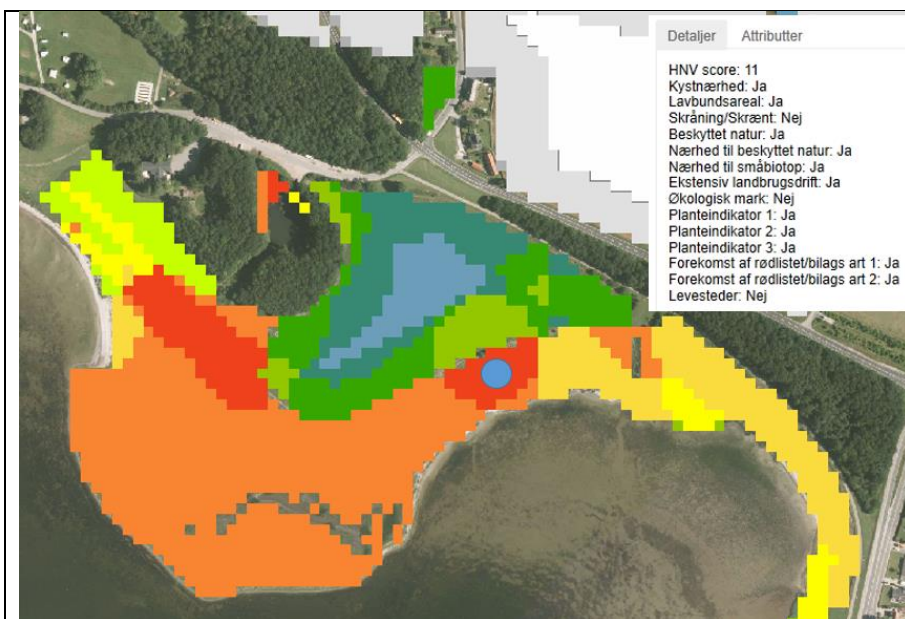 Detaljer Attributter
HNV score: 11
Kystnærhed: Ja
Lavbundsareal: Ja
Skråning/Skrænt: Nej
Beskyttet natur: Ja
Nærhed til beskyttet natur: Ja
Nærhed til småbiotop: Ja
Ekstensiv landbrugsdrift: Ja
Økologisk mark: Nej
Planteindikator 1: Ja
Planteindikator 2: Ja
Planteindikator 3: Ja
Forekomst af rødlistet/bilags art 1: Ja
Forekomst af rødlistet/bilags art 2: Ja
Levesteder: Nej